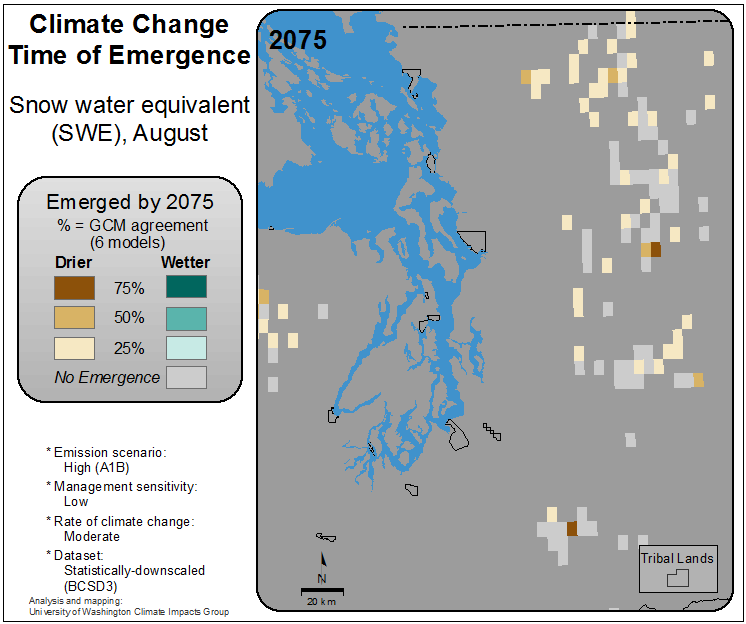 Climate Change
Time of Emergence
Snow water equivalent
(SWE), August
Emerged by 2075
% = GCM agreement
(6 models)
Drier Wetter
75%
50%
25%
No Emergence
* Emission scenario:
High (A1B)
* Management sensitivity:
Low
* Rate of climate change:
Moderate
* Dataset:
Statistically-downscaled
(BCSD3)
Analysis and mapping:
University of Washington Climate Impacts Group
2075
N
20 km
Tribal Lands